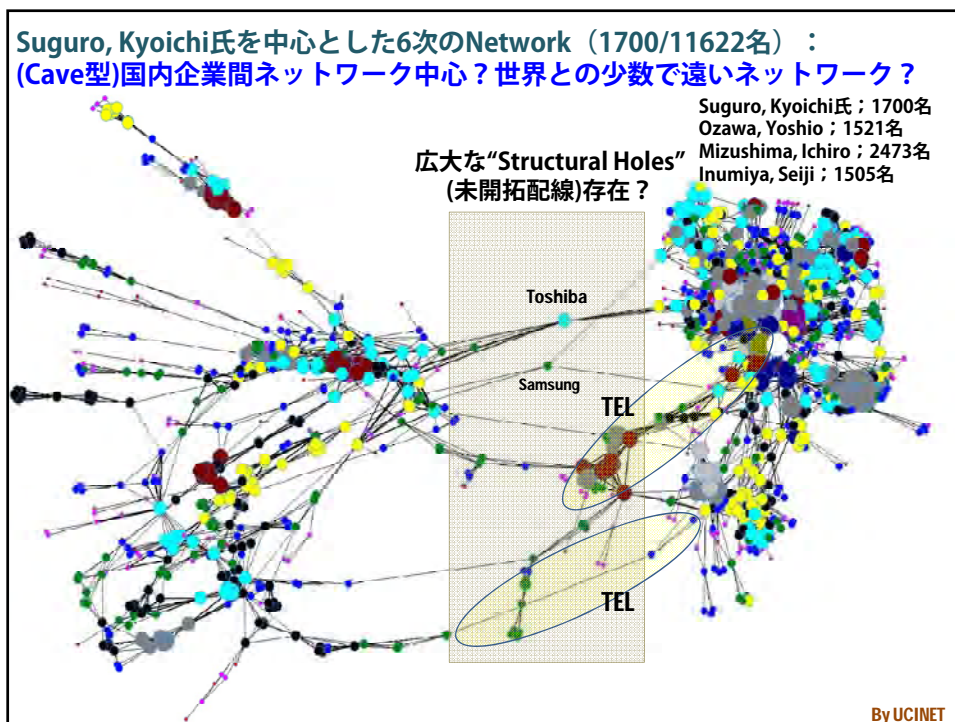 Suguro, Kyoichi氏を中心とした6次のNetwork（1700/11622名）：
(Cave型)国内企業間ネットワーク中心？世界との少数で遠いネットワーク？
Suguro, Kyoichi氏；1700名
Ozawa, Yoshio；1521名
Mizushima, Ichiro；2473名
Inumiya, Seiji；1505名
広大な“Structural Holes”
(未開拓配線)存在？
Toshiba
Samsung
TEL
TEL
By UCINET